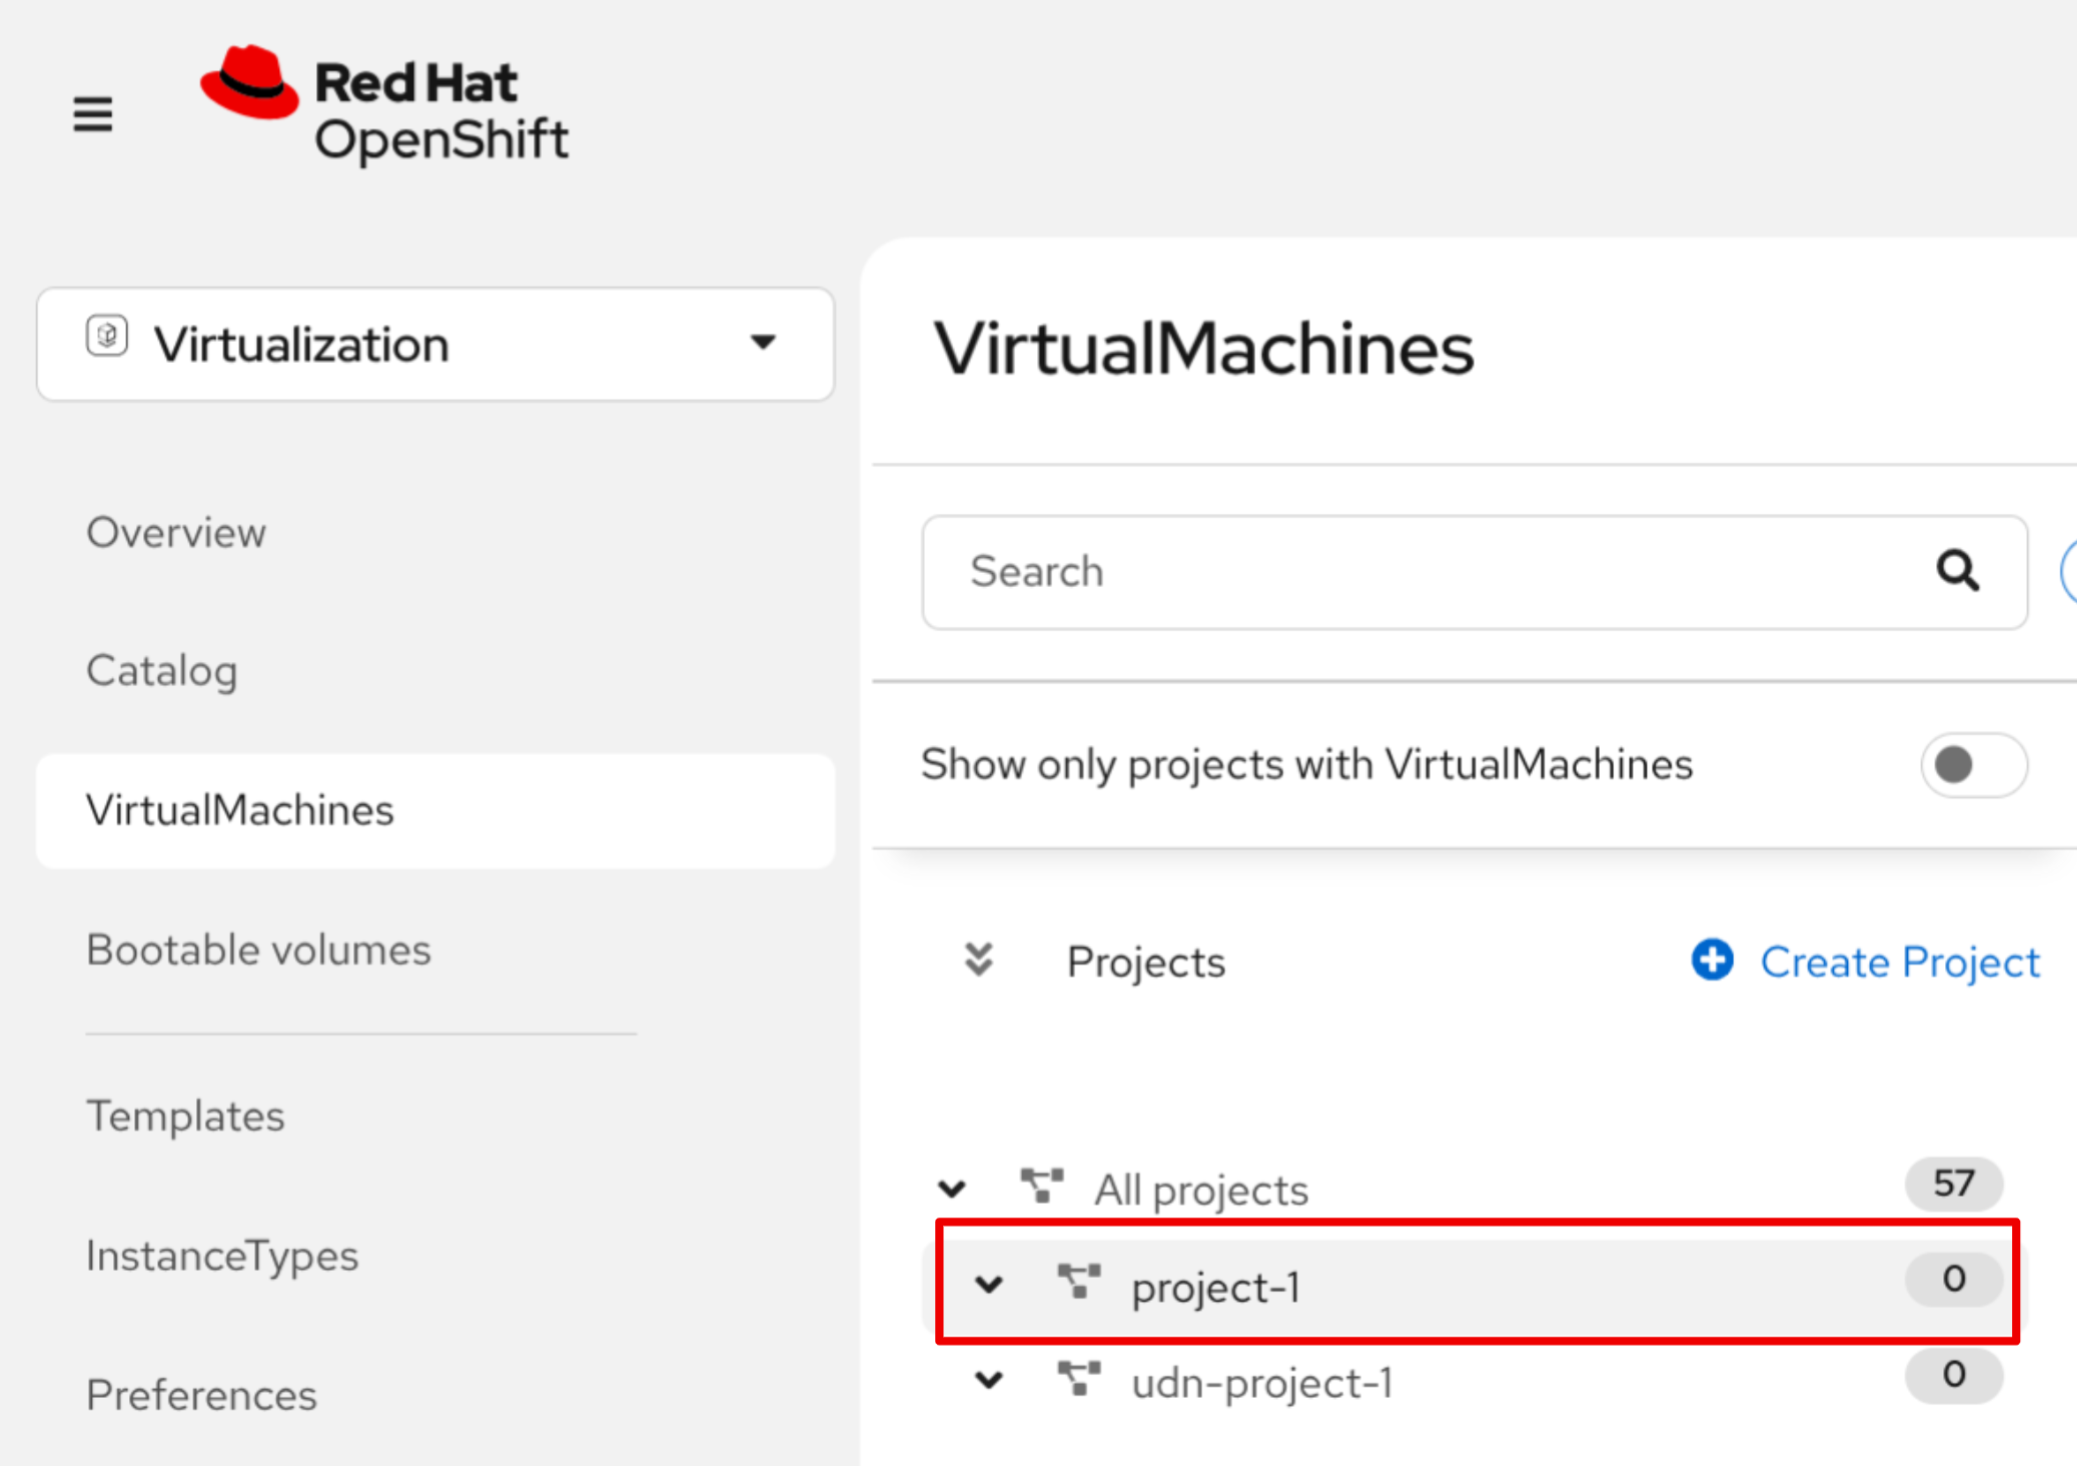 Red Hat
OpenShift
Virtualization
Overview
Catalog
VirtualMachines
Bootable volumes
Templates
InstanceTypes
Preferences
VirtualMachines
Search
Show only projects with VirtualMachines
Projects
Create Project
All projects 57
project-1 0
udn-project-1 0